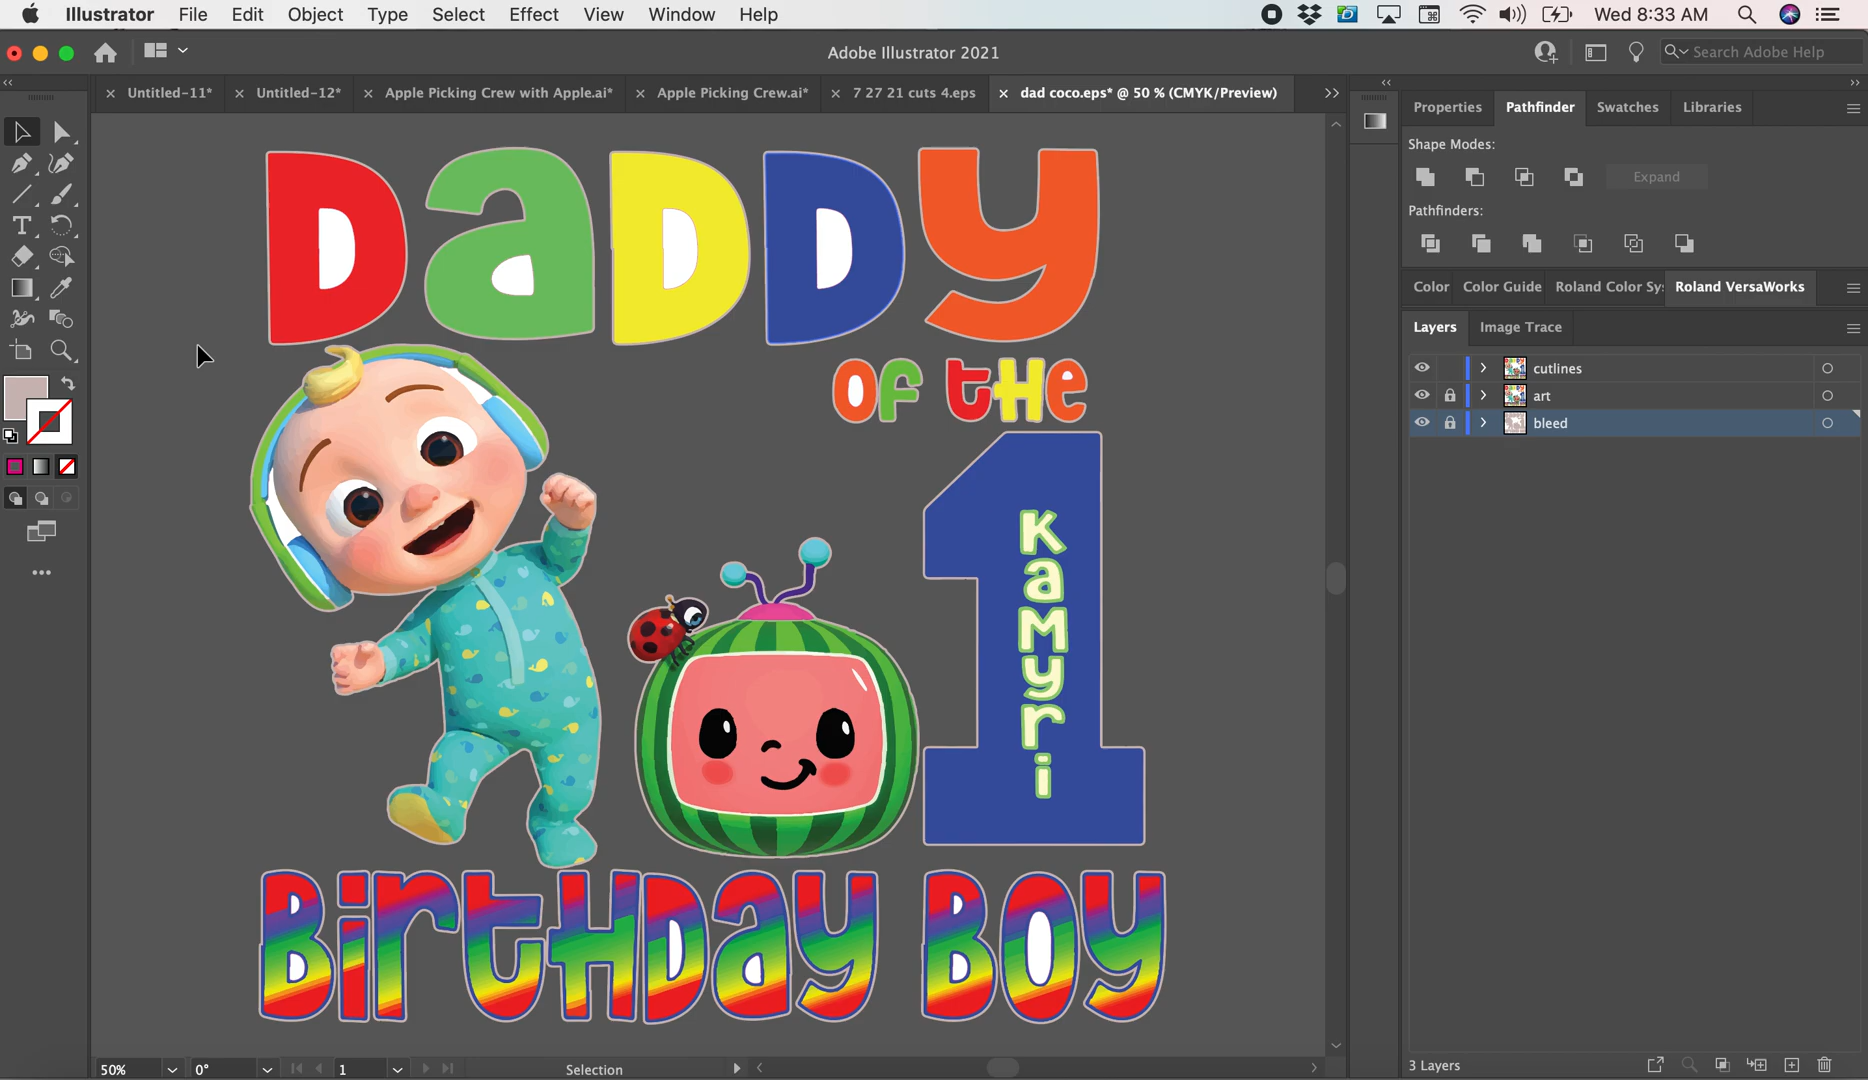 Illustrator File Edit Object Type Select Effect View Window Help Wed 8:33 AM
Adobe Illustrator 2021 Search Adobe Help
Untitled-11* Untitled-12* Apple Picking Crew with Apple.ai* Apple Picking Crew.ai* 7 27 21 cuts 4.eps dad coco.eps* @ 50 % (CMYK/Preview)
Properties Pathfinder Swatches Libraries
Shape Modes:
Expand
Pathfinders:
Color Color Guide Roland Color Sy: Roland VersaWorks
Layers Image Trace
cutlines
art
bleed
DaDDy
of tHe
1
KaMyri
BirtHDay Boy
3 Layers
50% 0° 1 Selection